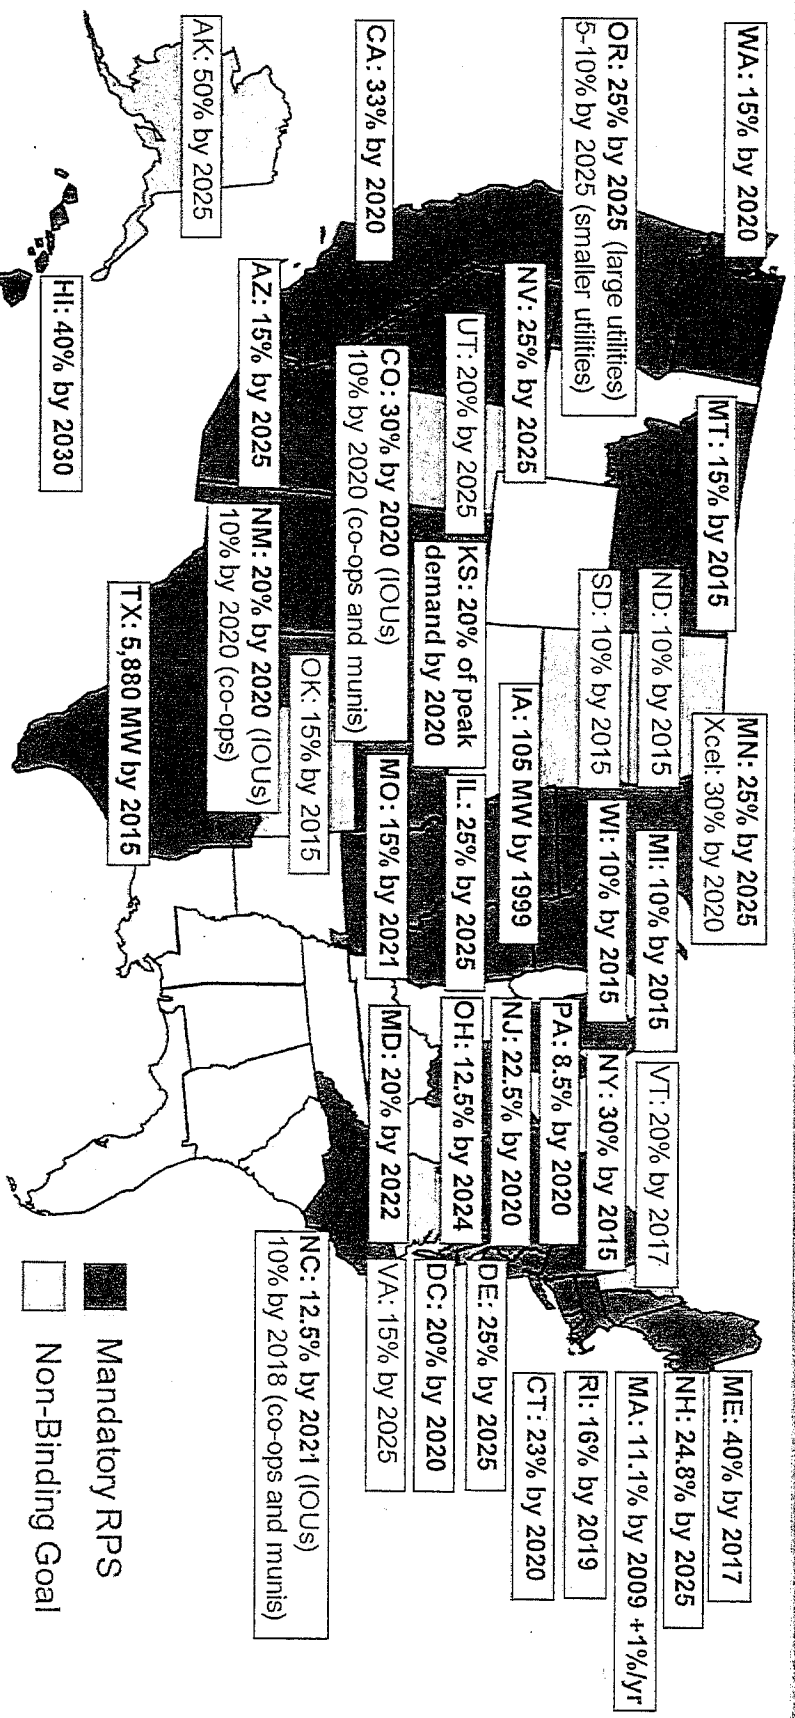 WA: 15% by 2020
OR: 25% by 2025 (large utilities)
5-10% by 2025 (smaller utilities)
CA: 33% by 2020
AK: 50% by 2025
HI: 40% by 2030
MT: 15% by 2015
NV: 25% by 2025
UT: 20% by 2025
CO: 30% by 2020 (IOUs)
10% by 2020 (co-ops and munis)
AZ: 15% by 2025
NM: 20% by 2020 (IOUs)
10% by 2020 (co-ops)
TX: 5,880 MW by 2015
ND: 10% by 2015
SD: 10% by 2015
KS: 20% of peak
demand by 2020
OK: 15% by 2015
MN: 25% by 2025
Xcel: 30% by 2020
MI: 10% by 2015
WI: 10% by 2015
IA: 105 MW by 1999
IL: 25% by 2025
MO: 15% by 2021
VT: 20% by 2017
NY: 30% by 2015
PA: 8.5% by 2020
NJ: 22.5% by 2020
OH: 12.5% by 2024
MD: 20% by 2022
ME: 40% by 2017
NH: 24.8% by 2025
MA: 11.1% by 2009 +1%/yr
RI: 16% by 2019
CT: 23% by 2020
DE: 25% by 2025
DC: 20% by 2020
VA: 15% by 2025
NC: 12.5% by 2021 (IOUs)
10% by 2018 (co-ops and munis)
Mandatory RPS
Non-Binding Goal